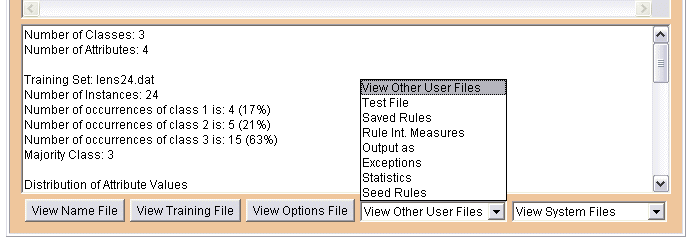 Number of Classes: 3
Number of Attributes: 4
Training Set: lens24.dat
Number of Instances: 24
Number of occurrences of class 1 is: 4 (17%)
Number of occurrences of class 2 is: 5 (21%)
Number of occurrences of class 3 is: 15 (63%)
Majority Class: 3
Distribution of Attribute Values
View Other User Files
Test File
Saved Rules
Rule Int. Measures
Output as
Exceptions
Statistics
Seed Rules
View Name File
View Training File
View Options File
View Other User Files
View System Files